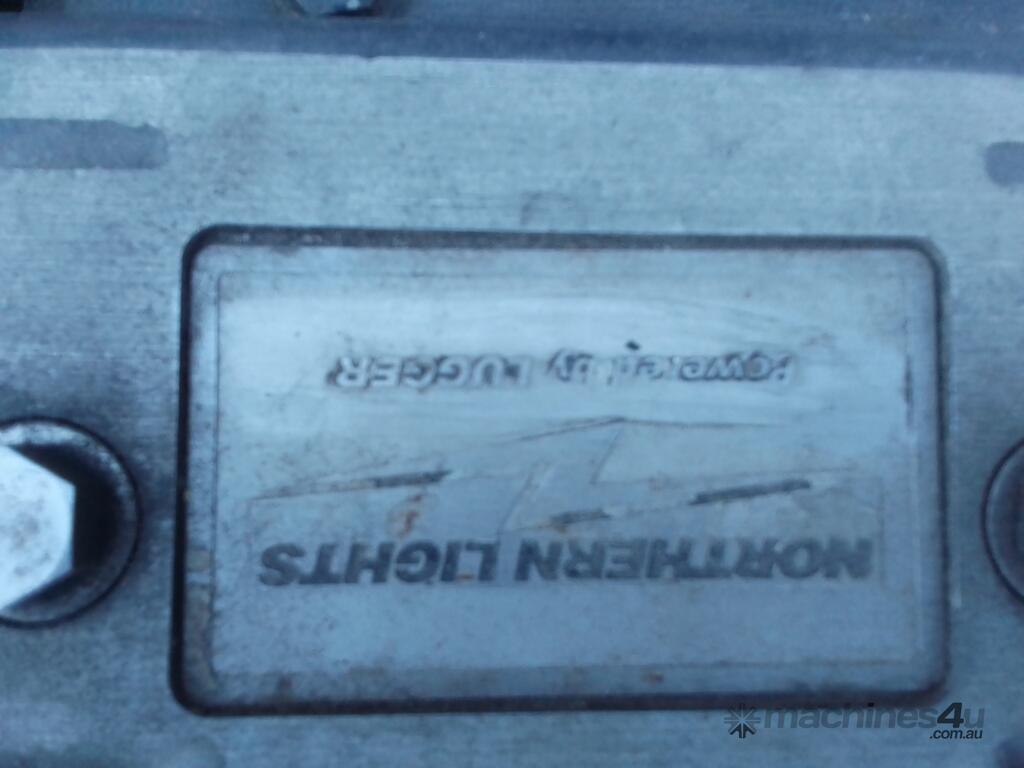 NORTHERN LIGHTS
Powered by LUGGER
machines4u
.com.au